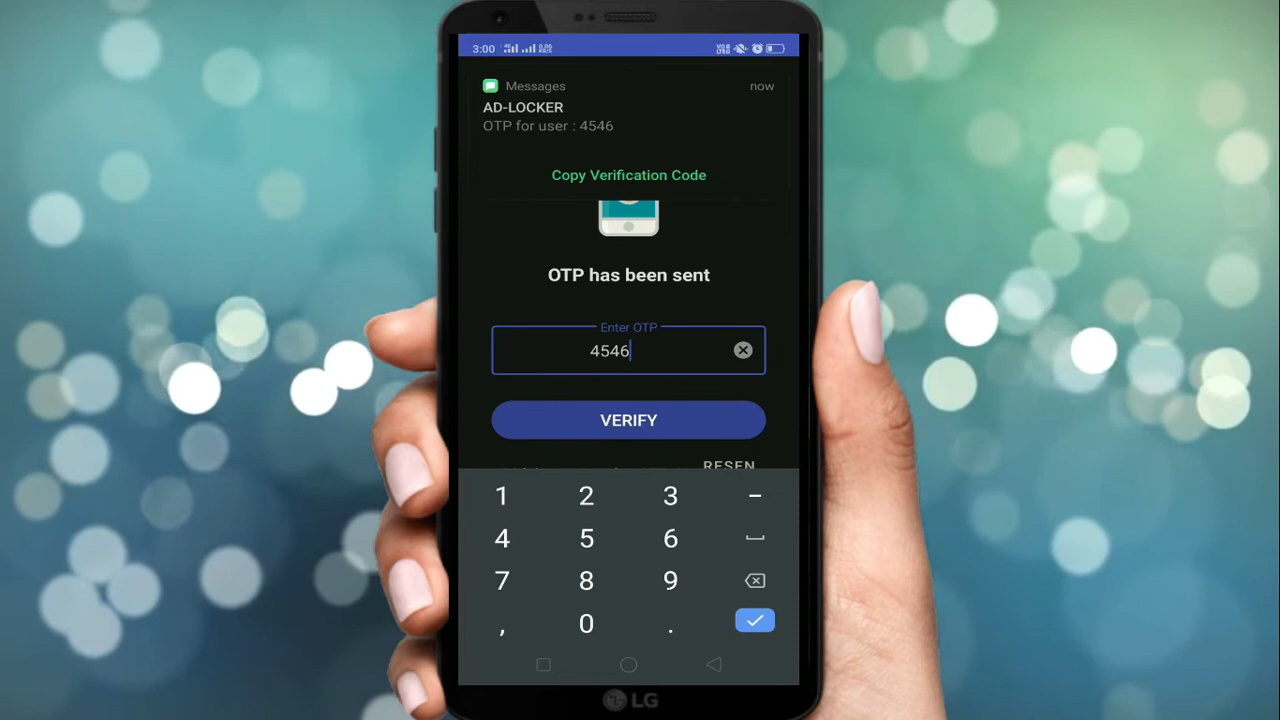 3:00
Messages now
AD-LOCKER
OTP for user : 4546
Copy Verification Code
OTP has been sent
Enter OTP
4546
VERIFY
RESEN
1 2 3 -
4 5 6
7 8 9
, 0 .
LG